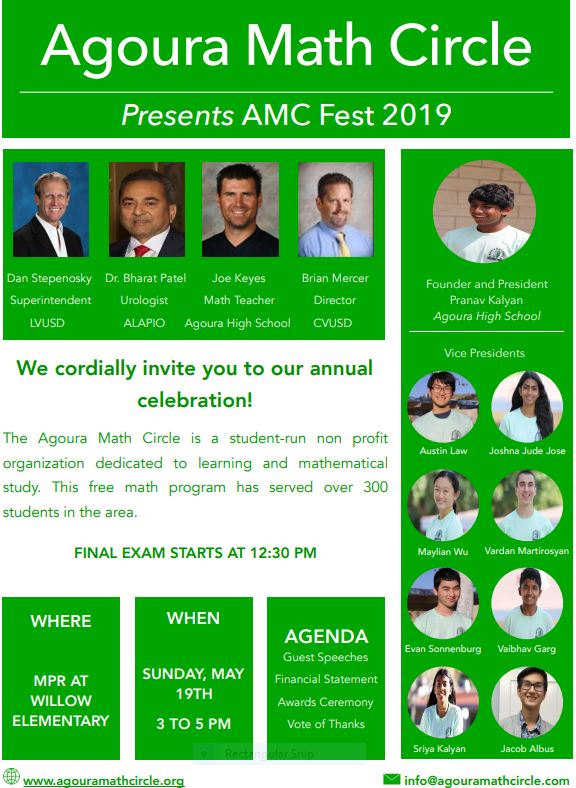 Agoura Math Circle
Presents AMC Fest 2019
Dan Stepenosky
Superintendent
LVUSD
Dr. Bharat Patel
Urologist
ALAPIO
Joe Keyes
Math Teacher
Agoura High School
Brian Mercer
Director
CVUSD
We cordially invite you to our annual
celebration!
The Agoura Math Circle is a student-run non profit
organization dedicated to learning and mathematical
study. This free math program has served over 300
students in the area.
FINAL EXAM STARTS AT 12:30 PM
WHERE
MPR AT
WILLOW
ELEMENTARY
WHEN
SUNDAY, MAY
19TH
3 TO 5 PM
AGENDA
Guest Speeches
Financial Statement
Awards Ceremony
Vote of Thanks
Rectangular Snip
Founder and President
Pranav Kalyan
Agoura High School
Vice Presidents
Austin Law
Joshna Jude Jose
Maylian Wu
Vardan Martirosyan
Evan Sonnenburg
Vaibhav Garg
Sriya Kalyan
Jacob Albus
www.agouramathcircle.org
info@agouramathcircle.com